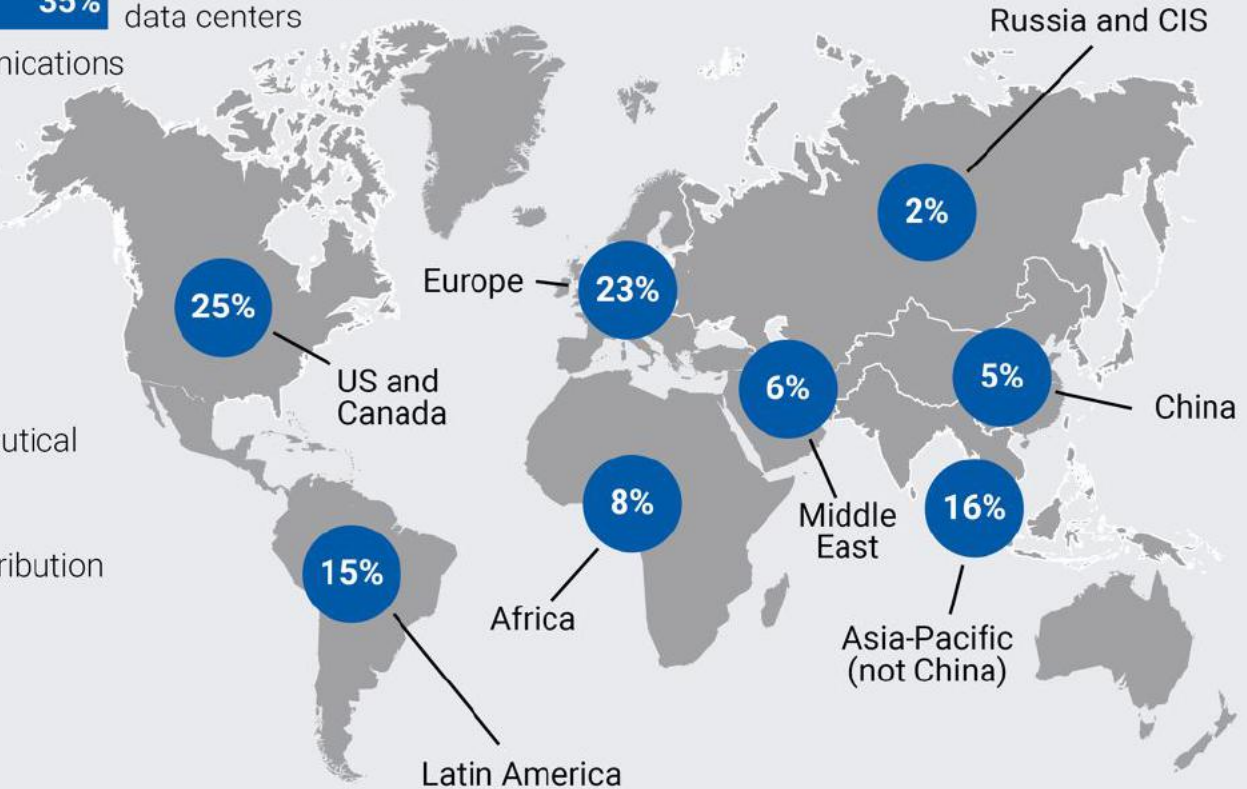 35%
data centers
nications
Russia and CIS
2%
Europe
23%
25%
US and
Canada
6%
5%
China
utical
8%
Middle
East
16%
ribution
15%
Africa
Asia-Pacific
(not China)
Latin America